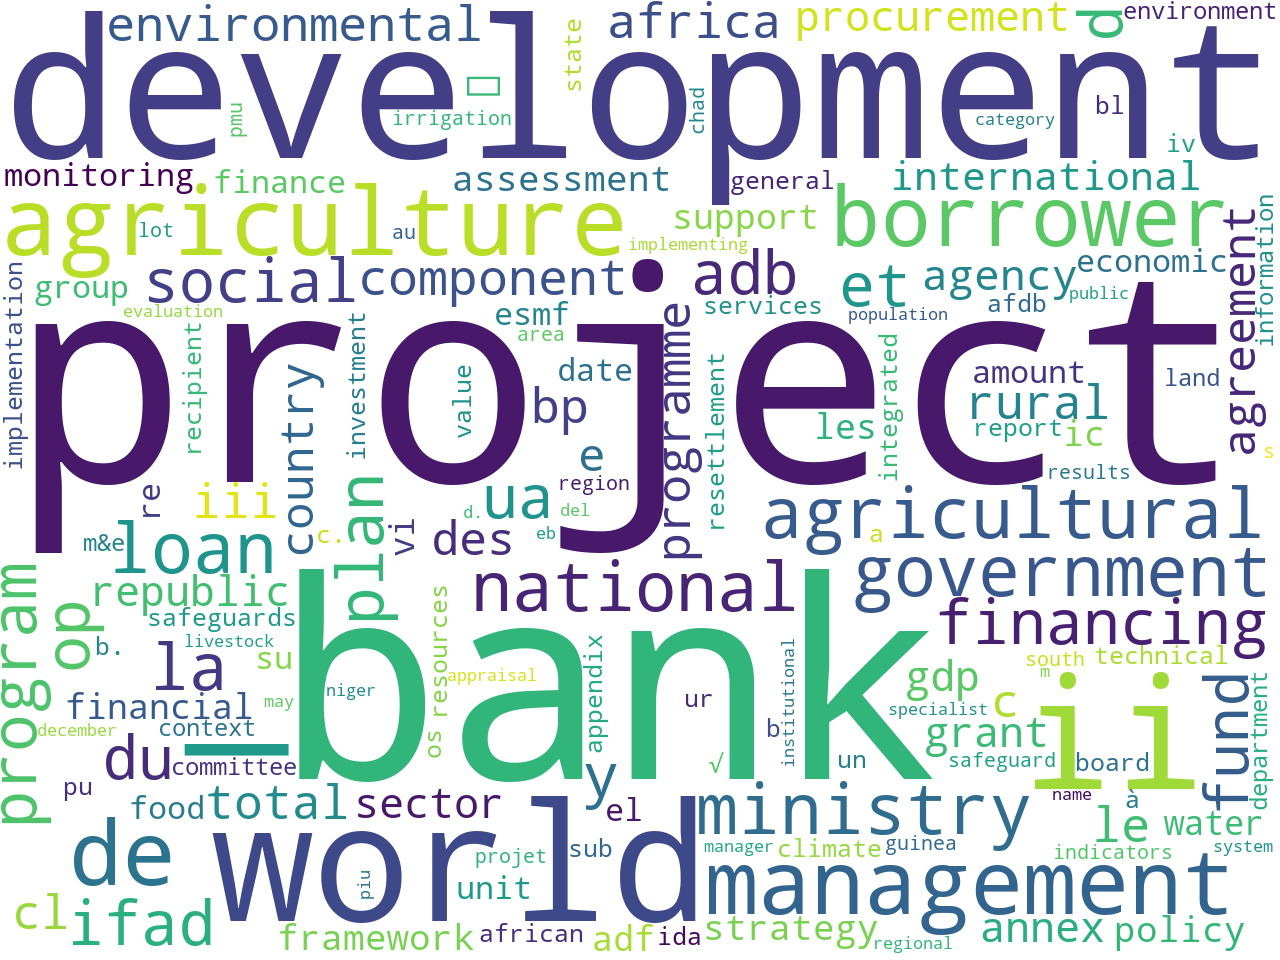 environmental
africa
procurement
d
environment
development
state
pmu
irrigation
chad
category
bl
iv
monitoring
finance
assessment
general
international
agriculture
support
borrower
lot
au
implementing
social
component
adb
et
agency
economic
agreement
information
group
services
afdb
public
implementation
evaluation
esmf
population
area
project
recipient
country
investment
value
date
bp
programme
resettlement
les
integrated
amount
land
rural
report
ic
e
s
results
re
iii
plan
ua
region
agricultural
m&e
loan
c.
vi
des
d.
del
eb
a
program
op
republic
national
government
safeguards
b.
livestock
financing
la
su
os
resources
appraisal
appendix
south
technical
m
may
niger
bank
ur
institutional
gdp
ii
financial
december
context
specialist
c
fund
department
du
committee
b
un
grant
safeguard
board
pu
y
√
name
food
total
sector
el
ministry
à
le
water
de
world
projet
sub
manager
climate
guinea
indicators
system
piu
unit
management
cl
ifad
framework
african
adf
ida
strategy
regional
annex
policy